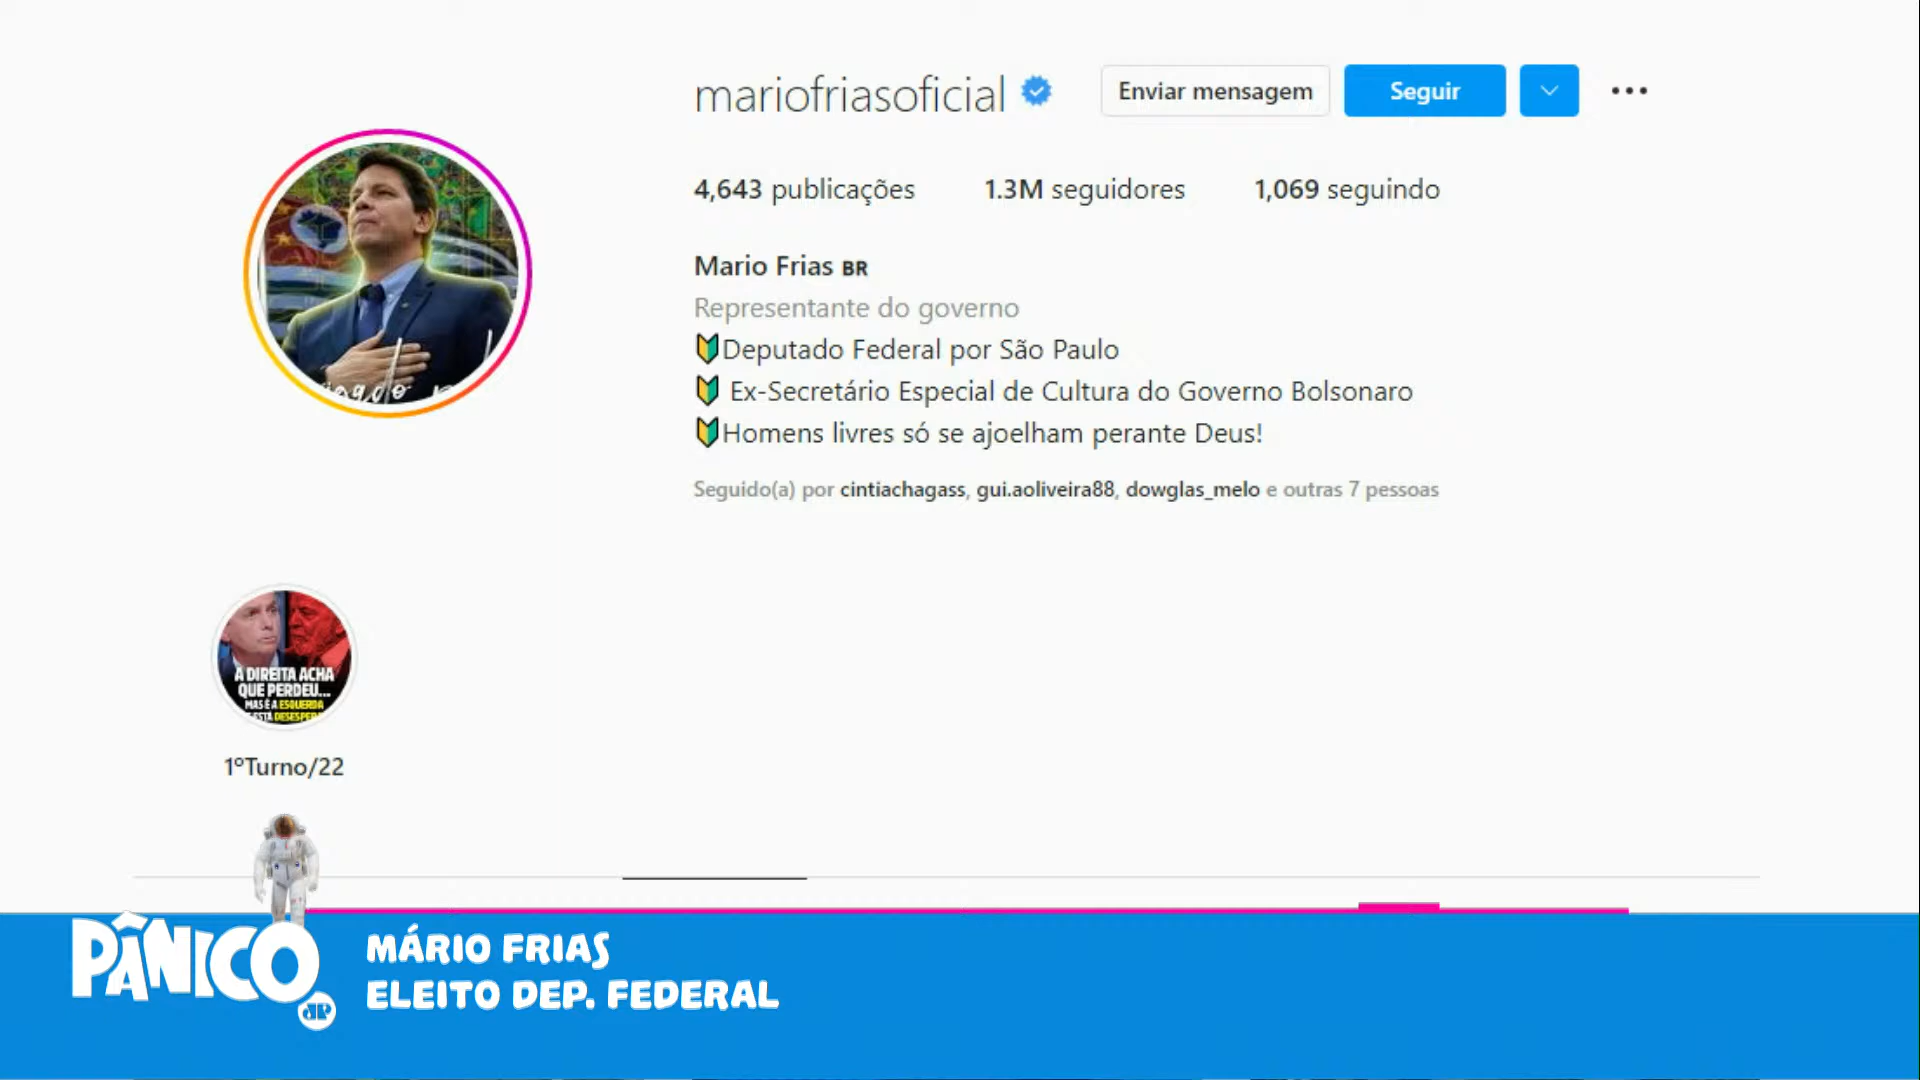 mariofriasoficial
Enviar mensagem
Seguir
4,643 publicações
1.3M seguidores
1,069 seguindo
Mario Frias BR
Representante do governo
🔰Deputado Federal por São Paulo
🔰 Ex-Secretário Especial de Cultura do Governo Bolsonaro
🔰Homens livres só se ajoelham perante Deus!
Seguido(a) por cintiachagass, gui.aoliveira88, dowglas_melo e outras 7 pessoas
A DIREITA ACHA
QUE PERDEU...
MAS É A ESQUERDA
1ºTurno/22
PÂNICO
JP
MÁRIO FRIAS
ELEITO DEP. FEDERAL